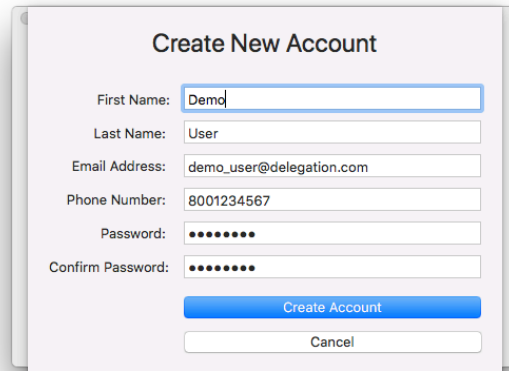 Create New Account
First Name: Demo
Last Name: User
Email Address: demo_user@delegation.com
Phone Number: 8001234567
Password: ●●●●●●●●
Confirm Password: ●●●●●●●●
Create Account
Cancel